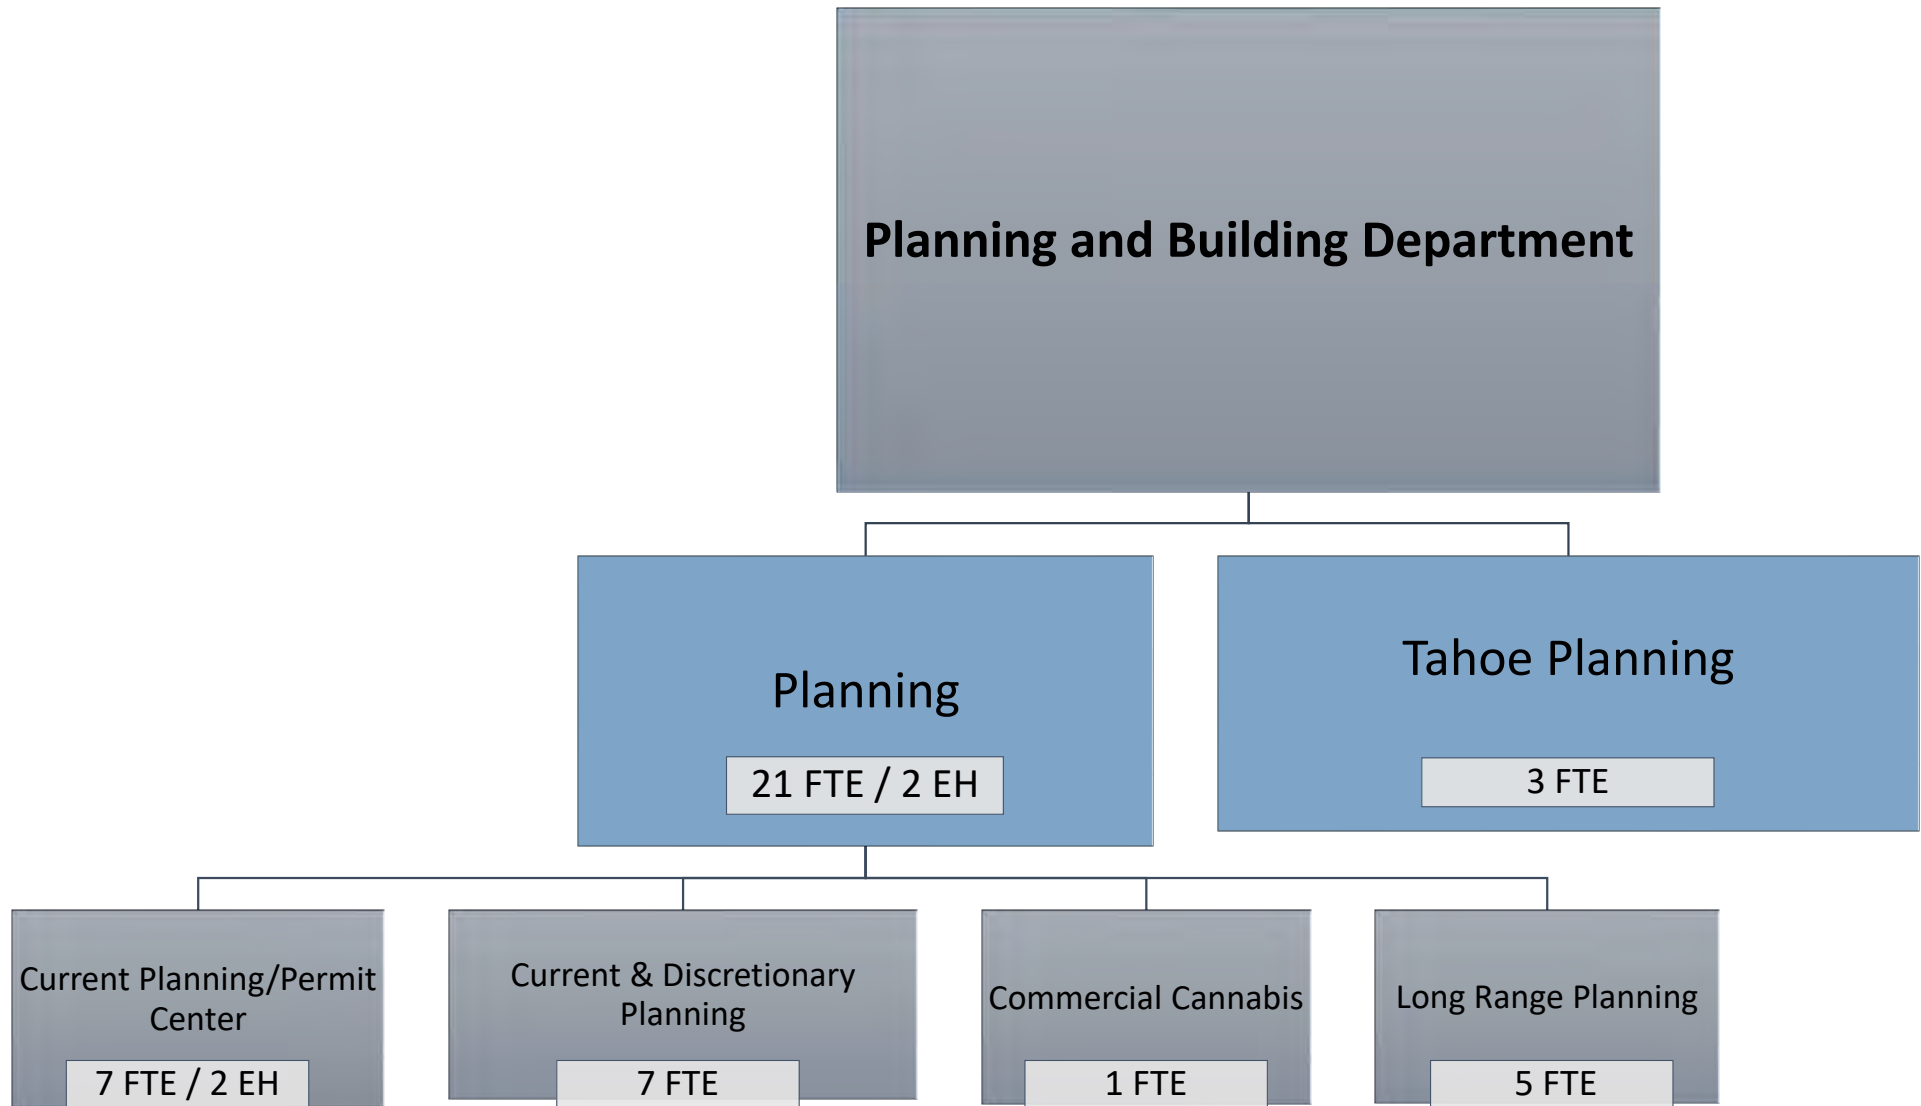 Planning and Building Department
Planning
21 FTE / 2 EH
Tahoe Planning
3 FTE
Current Planning/Permit
Center
7 FTE / 2 EH
Current & Discretionary
Planning
7 FTE
Commercial Cannabis
1 FTE
Long Range Planning
5 FTE